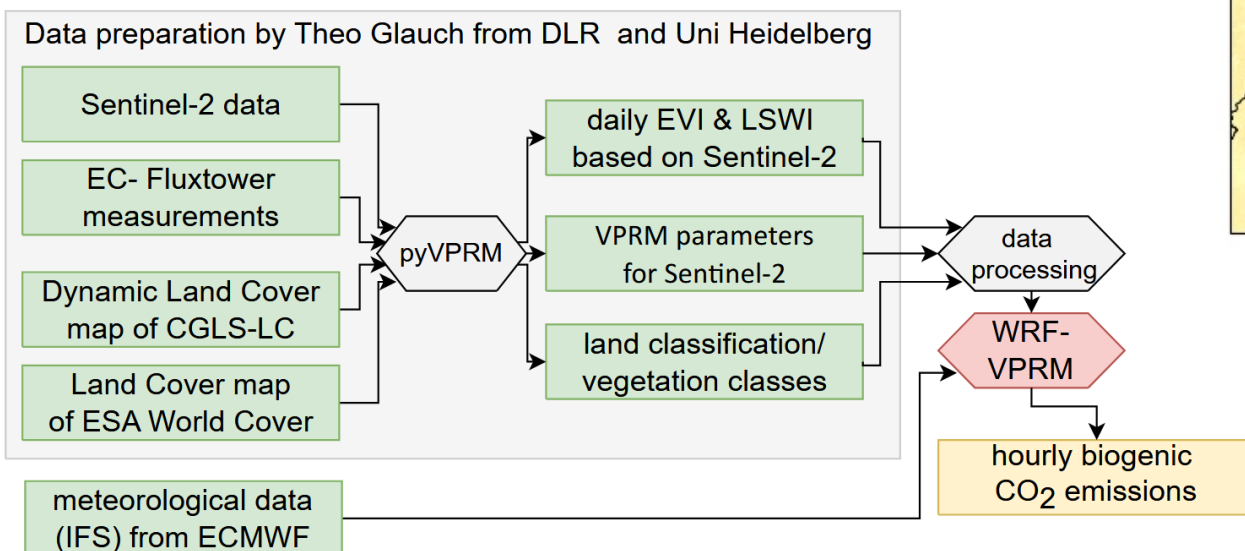 Data preparation by Theo Glauch from DLR and Uni Heidelberg
Sentinel-2 data
EC- Fluxtower
measurements
Dynamic Land Cover
map of CGLS-LC
Land Cover map
of ESA World Cover
pyVPRM
daily EVI & LSWI
based on Sentinel-2
VPRM parameters
for Sentinel-2
land classification/
vegetation classes
data
processing
WRF-
VPRM
hourly biogenic
CO2 emissions
meteorological data
(IFS) from ECMWF